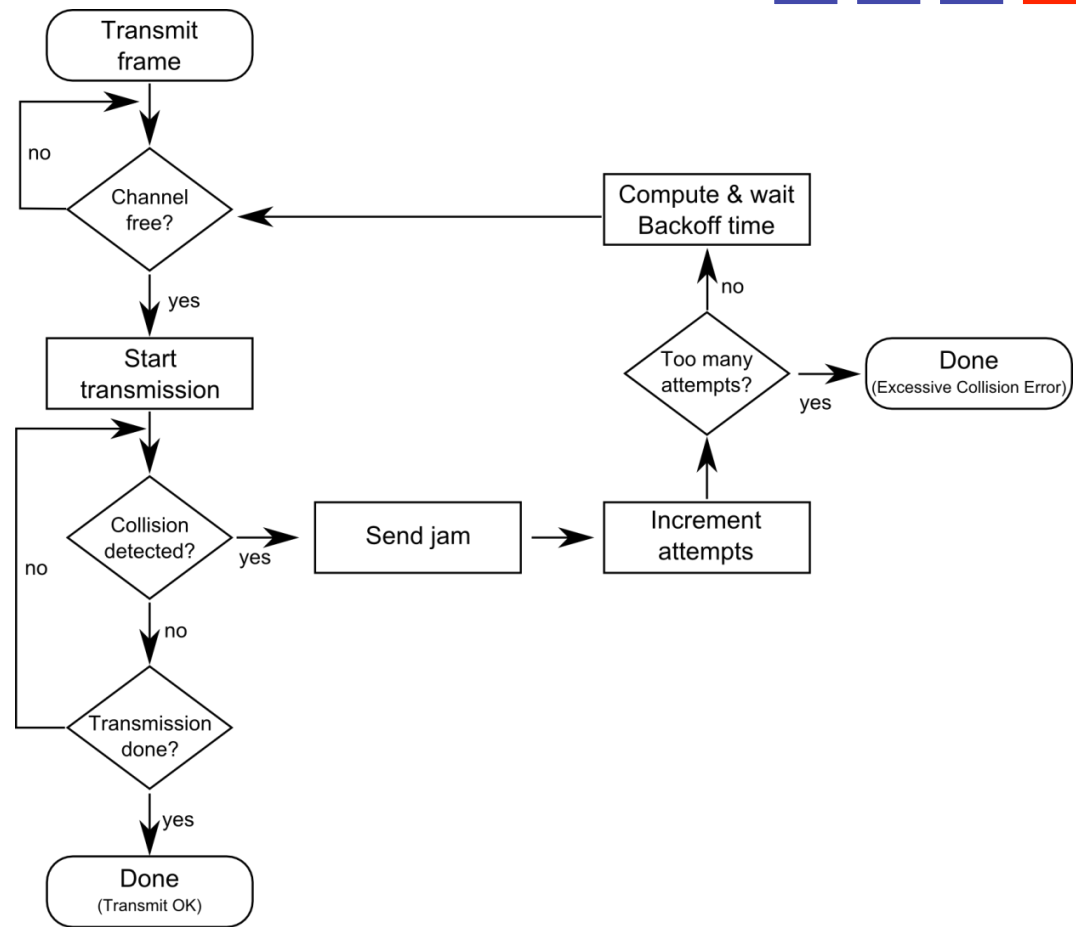 Transmit
frame
no
Channel
free?
yes
Start
transmission
no
Collision
detected?
yes
Send jam
Increment
attempts
Too many
attempts?
no
Compute & wait
Backoff time
yes
Done
(Excessive Collision Error)
no
Transmission
done?
yes
Done
(Transmit OK)